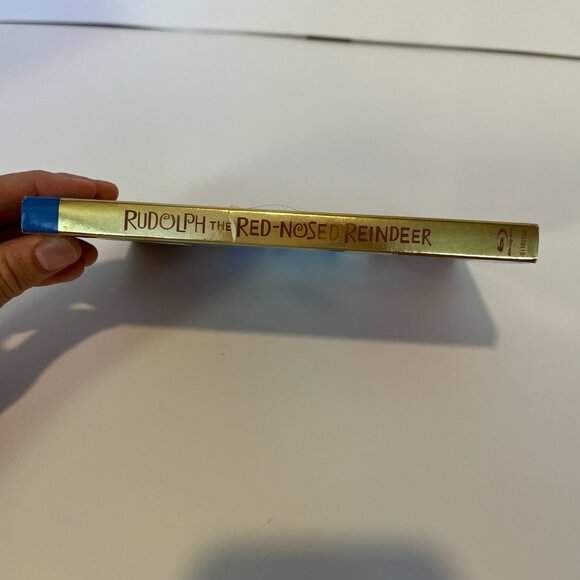 RUDOLPH THE RED-NOSED REINDEER